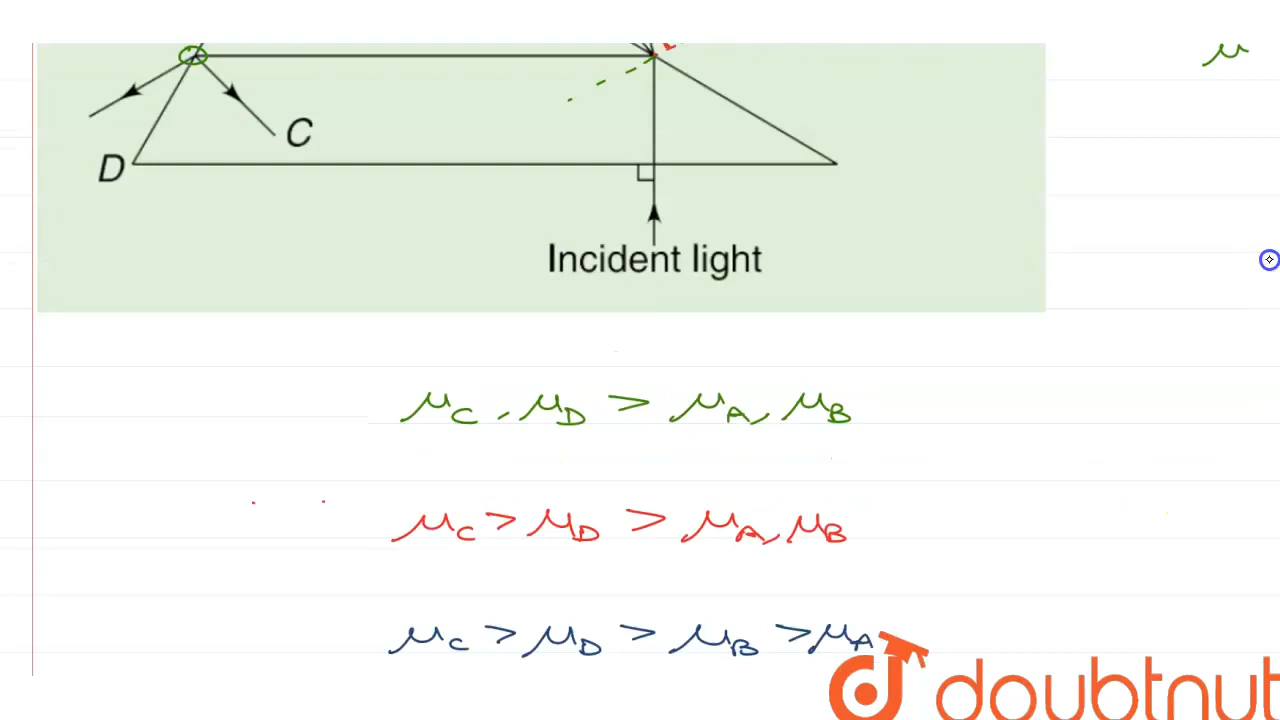 μ
C
D
Incident light
μC , μD > μA, μB
μC > μD > μA, μB
μC > μD > μB > μA
doubtnut